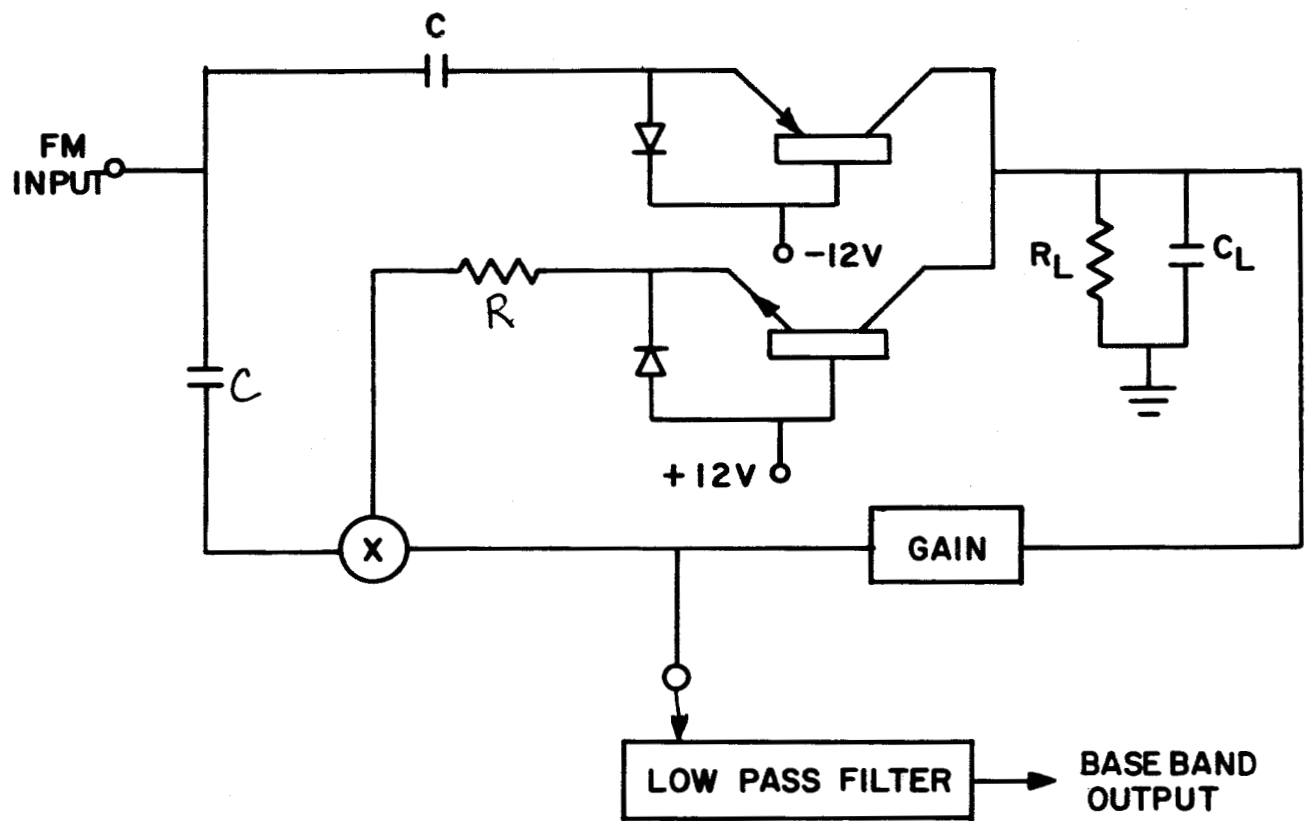 C
FM
INPUT
-12V
R
RL
CL
C
+12V
X
GAIN
LOW PASS FILTER
BASE BAND
OUTPUT